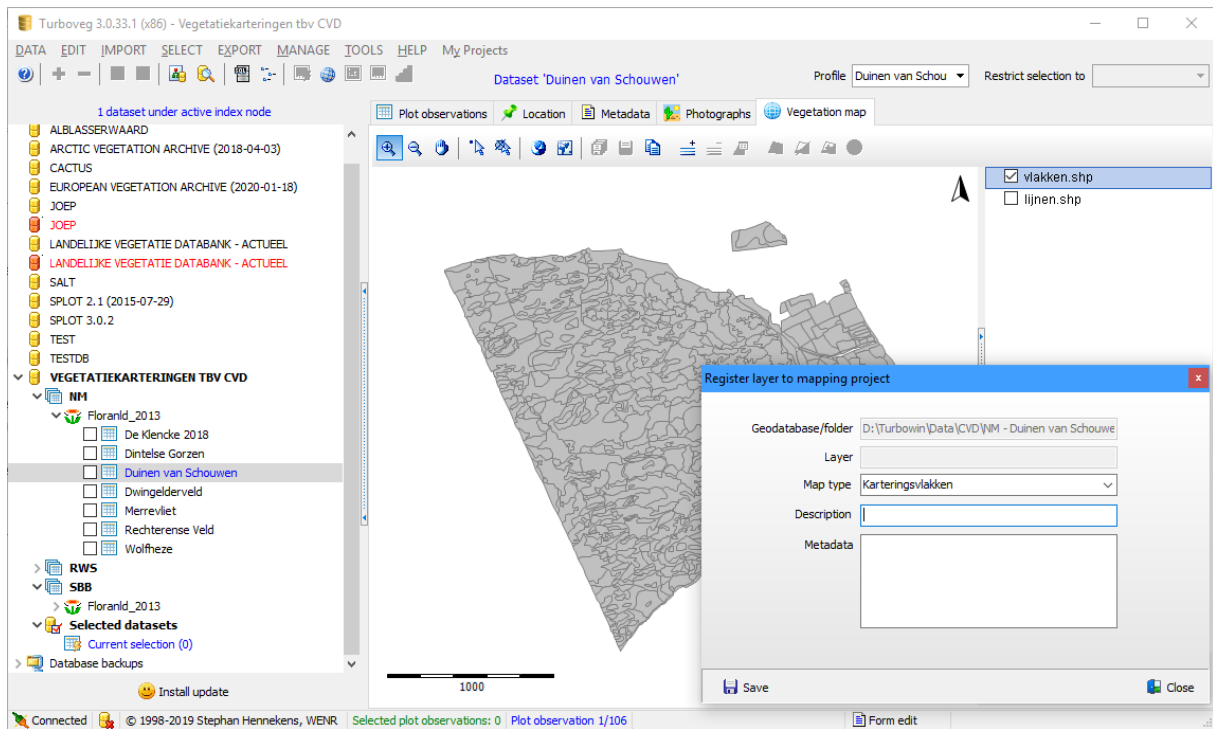 Turboveg 3.0.33.1 (x86) - Vegetatiekarteringen tbv CVD
DATA EDIT IMPORT SELECT EXPORT MANAGE TOOLS HELP My Projects
Dataset 'Duinen van Schouwen'
Profile Duinen van Schou
Restrict selection to
1 dataset under active index node
Plot observations Location Metadata Photographs Vegetation map
ALBLASSERWAARD
ARCTIC VEGETATION ARCHIVE (2018-04-03)
CACTUS
EUROPEAN VEGETATION ARCHIVE (2020-01-18)
JOEP
JOEP
LANDELIJKE VEGETATIE DATABANK - ACTUEEL
LANDELIJKE VEGETATIE DATABANK - ACTUEEL
SALT
SPLOT 2.1 (2015-07-29)
SPLOT 3.0.2
TEST
TESTDB
VEGETATIEKARTERINGEN TBV CVD
NM
Floranld_2013
De Klencke 2018
Dintelse Gorzen
Duinen van Schouwen
Dwingelderveld
Merrevliet
Rechterense Veld
Wolfheze
RWS
SBB
Floranld_2013
Selected datasets
Current selection (0)
Database backups
Install update
vlakken.shp
lijnen.shp
1000
Register layer to mapping project
x
Geodatabase/folder D:\Turbowin\Data\CVD\NM - Duinen van Schouwe
Layer
Map type Karteringsvlakken
Description
Metadata
Save
Close
Connected © 1998-2019 Stephan Hennekens, WENR Selected plot observations: 0 Plot observation 1/106 Form edit